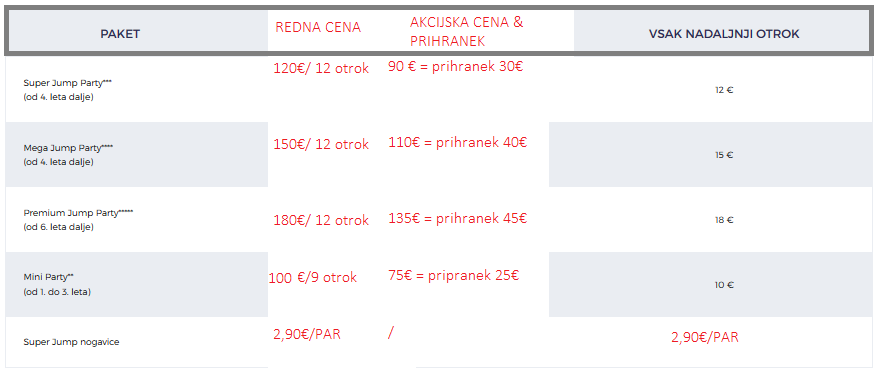 PAKET REDNA CENA AKCIJSKA CENA & PRIHRANEK VSAK NADALJNJI OTROK
Super Jump Party*** 120€/ 12 otrok 90 € = prihranek 30€ 12 €
(od 4. leta dalje)
Mega Jump Party**** 150€/ 12 otrok 110€ = prihranek 40€ 15 €
(od 4. leta dalje)
Premium Jump Party***** 180€/ 12 otrok 135€ = prihranek 45€ 18 €
(od 6. leta dalje)
Mini Party** 100 €/9 otrok 75€ = pripranek 25€ 10 €
(od 1. do 3. leta)
Super Jump nogavice 2,90€/PAR / 2,90€/PAR